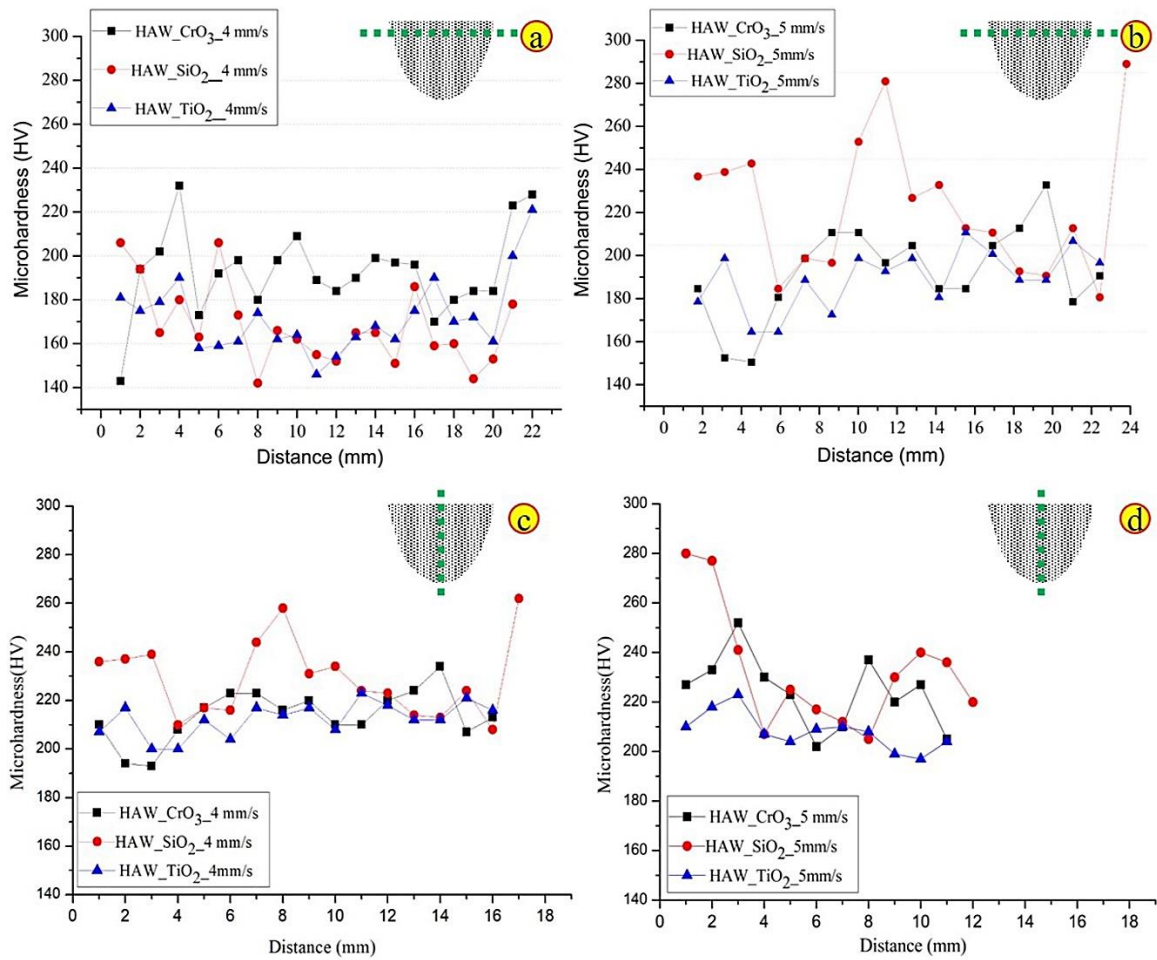 HAW_CrO3_4 mm/s
HAW_SiO2_4 mm/s
HAW_TiO2_4mm/s
a
300
280
260
240
220
200
180
160
140
Microhardness (HV)
0 2 4 6 8 10 12 14 16 18 20 22
Distance (mm)
HAW_CrO3_5 mm/s
HAW_SiO2_5mm/s
HAW_TiO2_5mm/s
b
300
280
260
240
220
200
180
160
140
Microhardness (HV)
0 2 4 6 8 10 12 14 16 18 20 22 24
Distance (mm)
c
300
280
260
240
220
200
180
160
140
Microhardness(HV)
HAW_CrO3_4 mm/s
HAW_SiO2_4 mm/s
HAW_TiO2_4mm/s
0 2 4 6 8 10 12 14 16 18
Distance (mm)
d
300
280
260
240
220
200
180
160
140
Microhardness(HV)
HAW_CrO3_5 mm/s
HAW_SiO2_5mm/s
HAW_TiO2_5mm/s
0 2 4 6 8 10 12 14 16 18
Distance (mm)